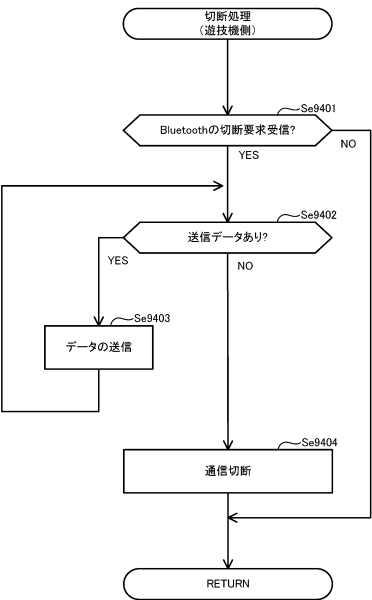 切断処理
（遊技機側）
Se9401
Bluetoothの切断要求受信?
NO
YES
Se9402
送信データあり?
YES
NO
Se9403
データの送信
Se9404
通信切断
RETURN